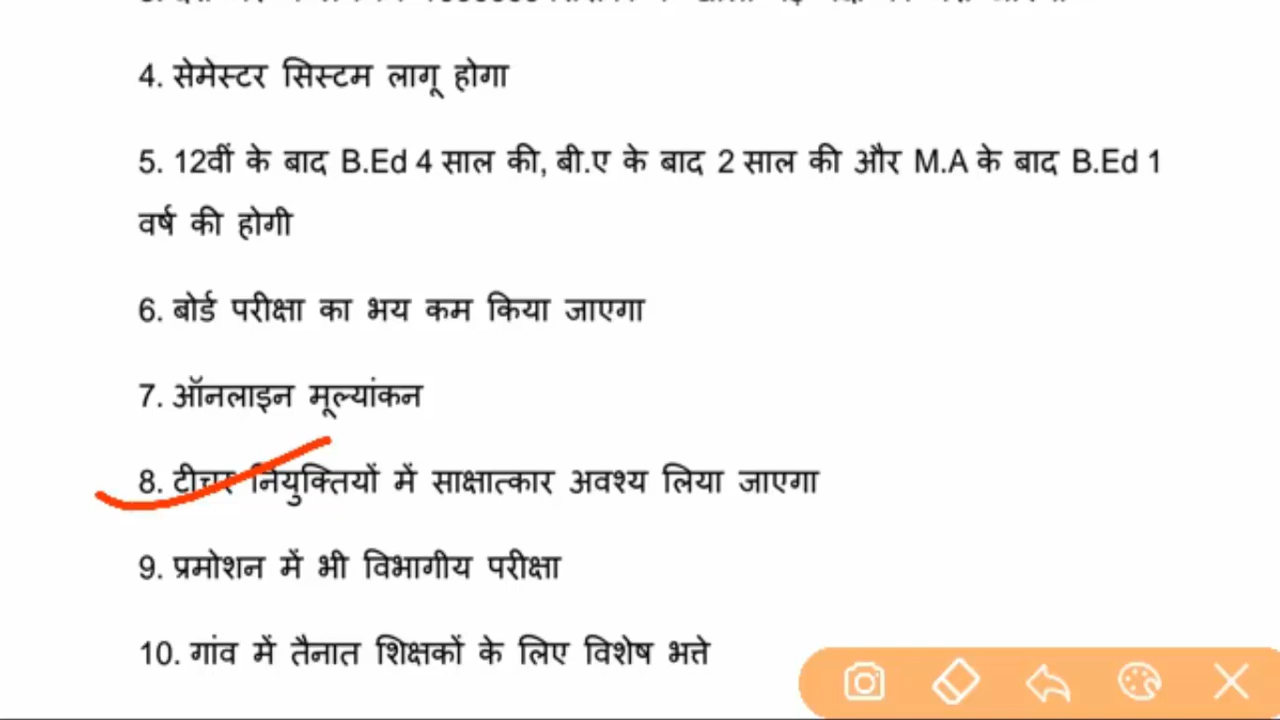 4. सेमेस्टर सिस्टम लागू होगा
5. 12वीं के बाद B.Ed 4 साल की, बी.ए के बाद 2 साल की और M.A के बाद B.Ed 1
वर्ष की होगी
6. बोर्ड परीक्षा का भय कम किया जाएगा
7. ऑनलाइन मूल्यांकन
8. टीचर नियुक्तियों में साक्षात्कार अवश्य लिया जाएगा
9. प्रमोशन में भी विभागीय परीक्षा
10. गांव में तैनात शिक्षकों के लिए विशेष भत्ते